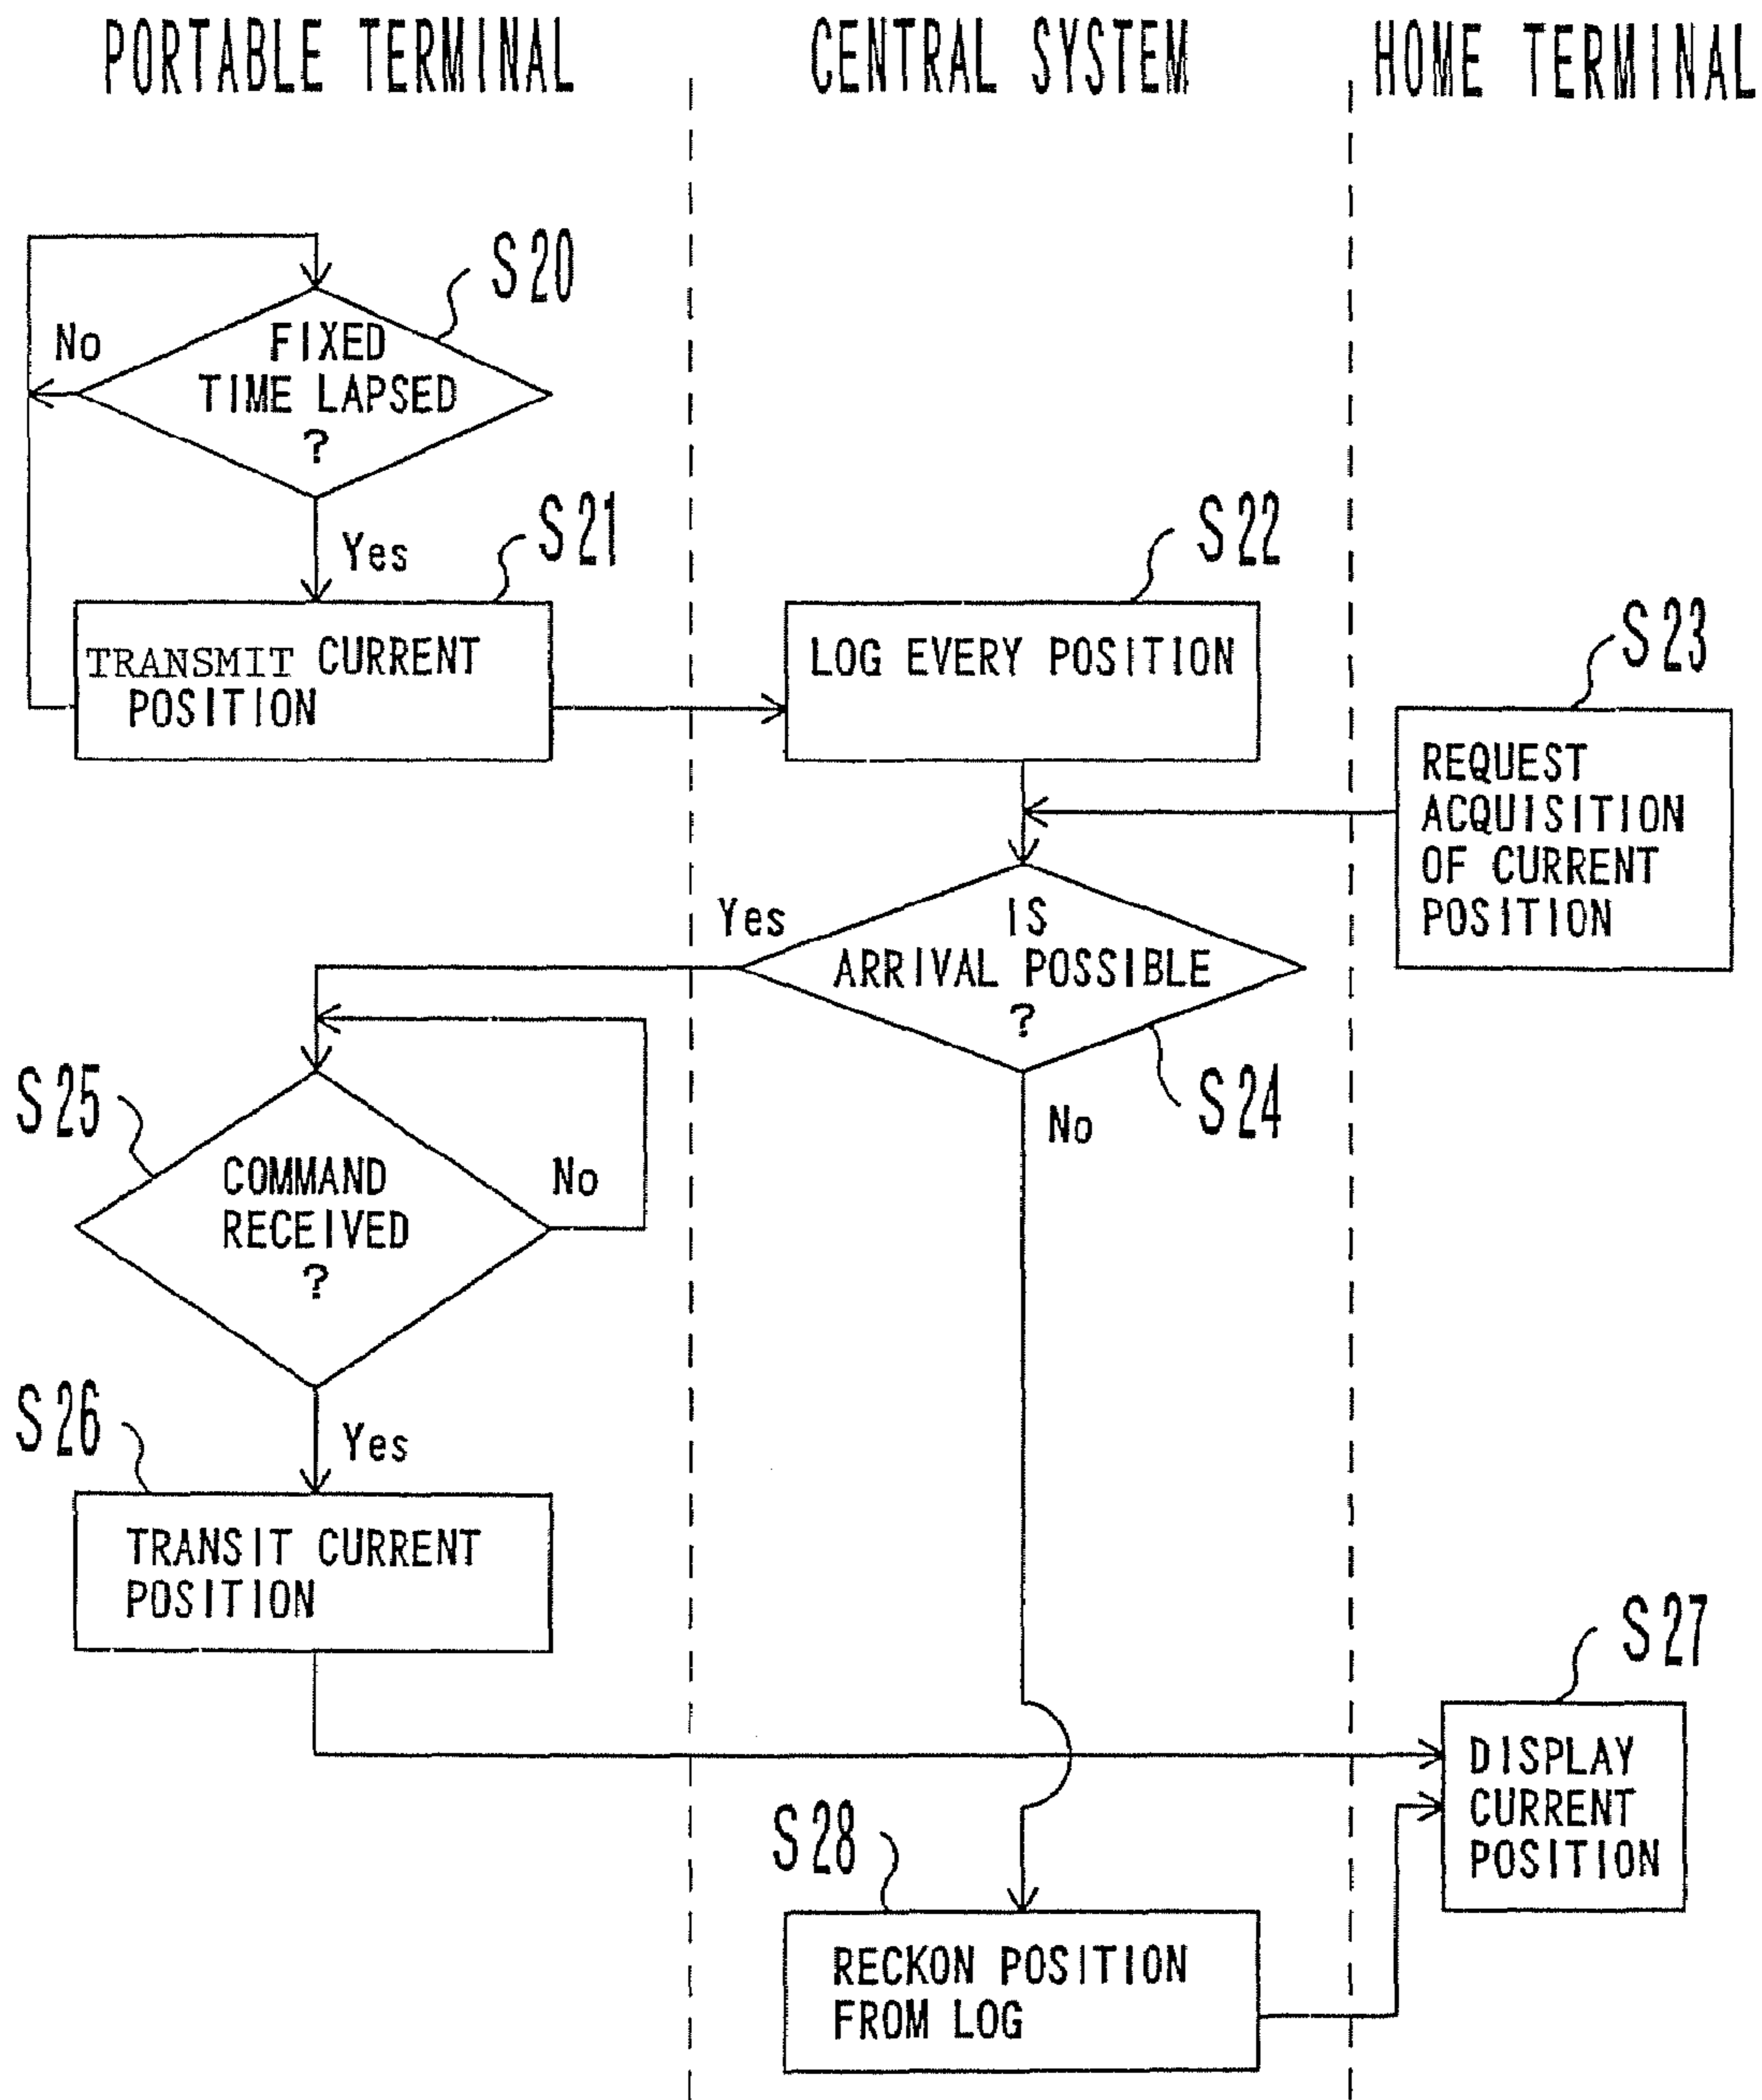 PORTABLE TERMINAL
CENTRAL SYSTEM
HOME TERMINAL
S20
No
FIXED
TIME LAPSED
?
Yes
S21
TRANSMIT CURRENT
POSITION
S22
LOG EVERY POSITION
S23
REQUEST
ACQUISITION
OF CURRENT
POSITION
Yes
IS
ARRIVAL POSSIBLE
?
S24
No
S25
COMMAND
RECEIVED
?
No
Yes
S26
TRANSIT CURRENT
POSITION
S27
DISPLAY
CURRENT
POSITION
S28
RECKON POSITION
FROM LOG